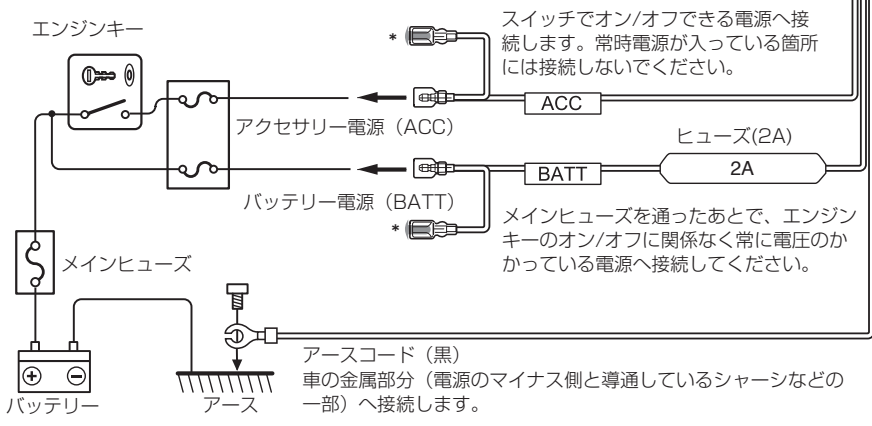 エンジンキー
*
スイッチでオン/オフできる電源へ接
続します。常時電源が入っている箇所
には接続しないでください。
ACC
アクセサリー電源（ACC）
ヒューズ(2A)
BATT
2A
バッテリー電源（BATT）
*
メインヒューズを通ったあとで、エンジン
キーのオン/オフに関係なく常に電圧のか
かっている電源へ接続してください。
メインヒューズ
アースコード（黒）
車の金属部分（電源のマイナス側と導通しているシャーシなどの
一部）へ接続します。
+
−
バッテリー
アース